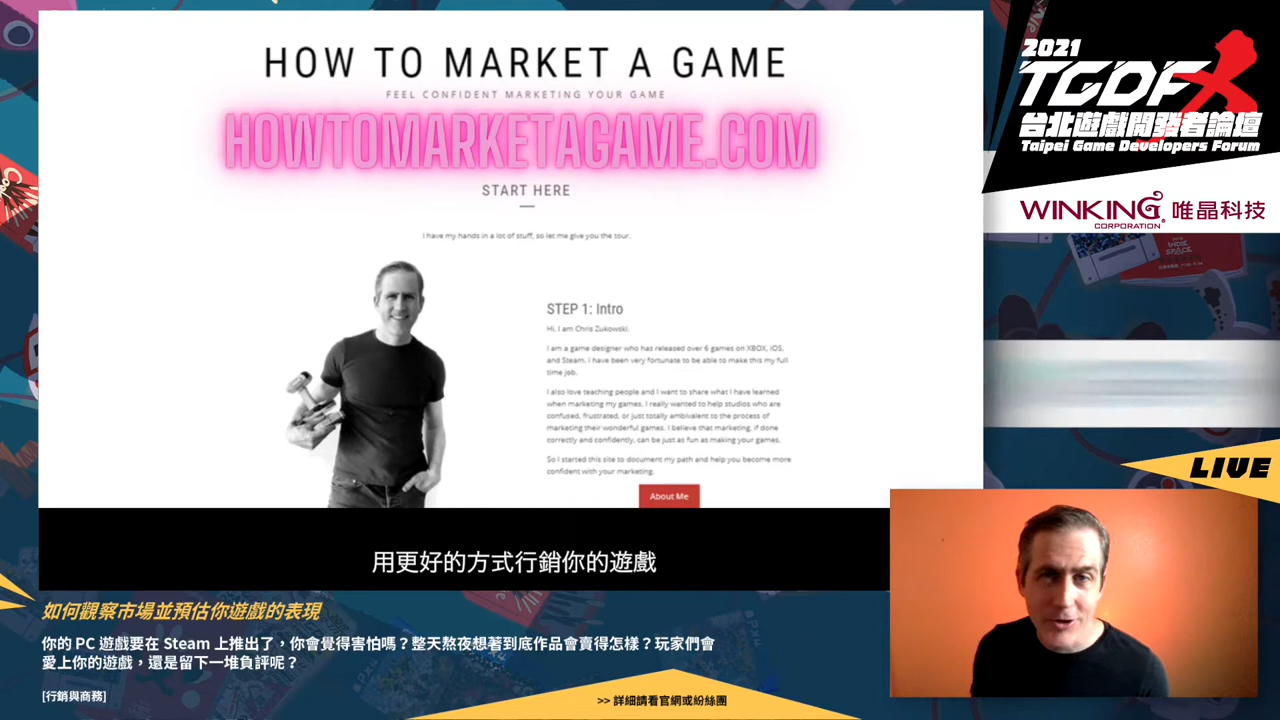 HOW TO MARKET A GAME
FEEL CONFIDENT MARKETING YOUR GAME
HOWTOMARKETAGAME.COM
START HERE
I have my hands in a lot of stuff, so let me give you the tour.
STEP 1: Intro
Hi, I am Chris Zukowski.
I am a game designer who has released over 6 games on XBOX, iOS,
and Steam. I have been very fortunate to be able to make this my full
time job.
I also love teaching people and I want to share what I have learned
when marketing my games. I really wanted to help studios who are
confused, frustrated, or just totally ambivalent to the process of
marketing their wonderful games. I believe that marketing, if done
correctly and confidently, can be just as fun as making your games.
So I started this site to document my path and help you become more
confident with your marketing.
About Me
用更好的方式行銷你的遊戲
2021
TGDF X
台北遊戲開發者論壇
Taipei Game Developers Forum
WINKING
CORPORATION
唯晶科技
INDIE
SPACE
LIVE
如何觀察市場並預估你遊戲的表現
你的 PC 遊戲要在 Steam 上推出了，你會覺得害怕嗎？整天熬夜想著到底作品會賣得怎樣？玩家們會
愛上你的遊戲，還是留下一堆負評呢？
[行銷與商務]
>> 詳細請看官網或紛絲團